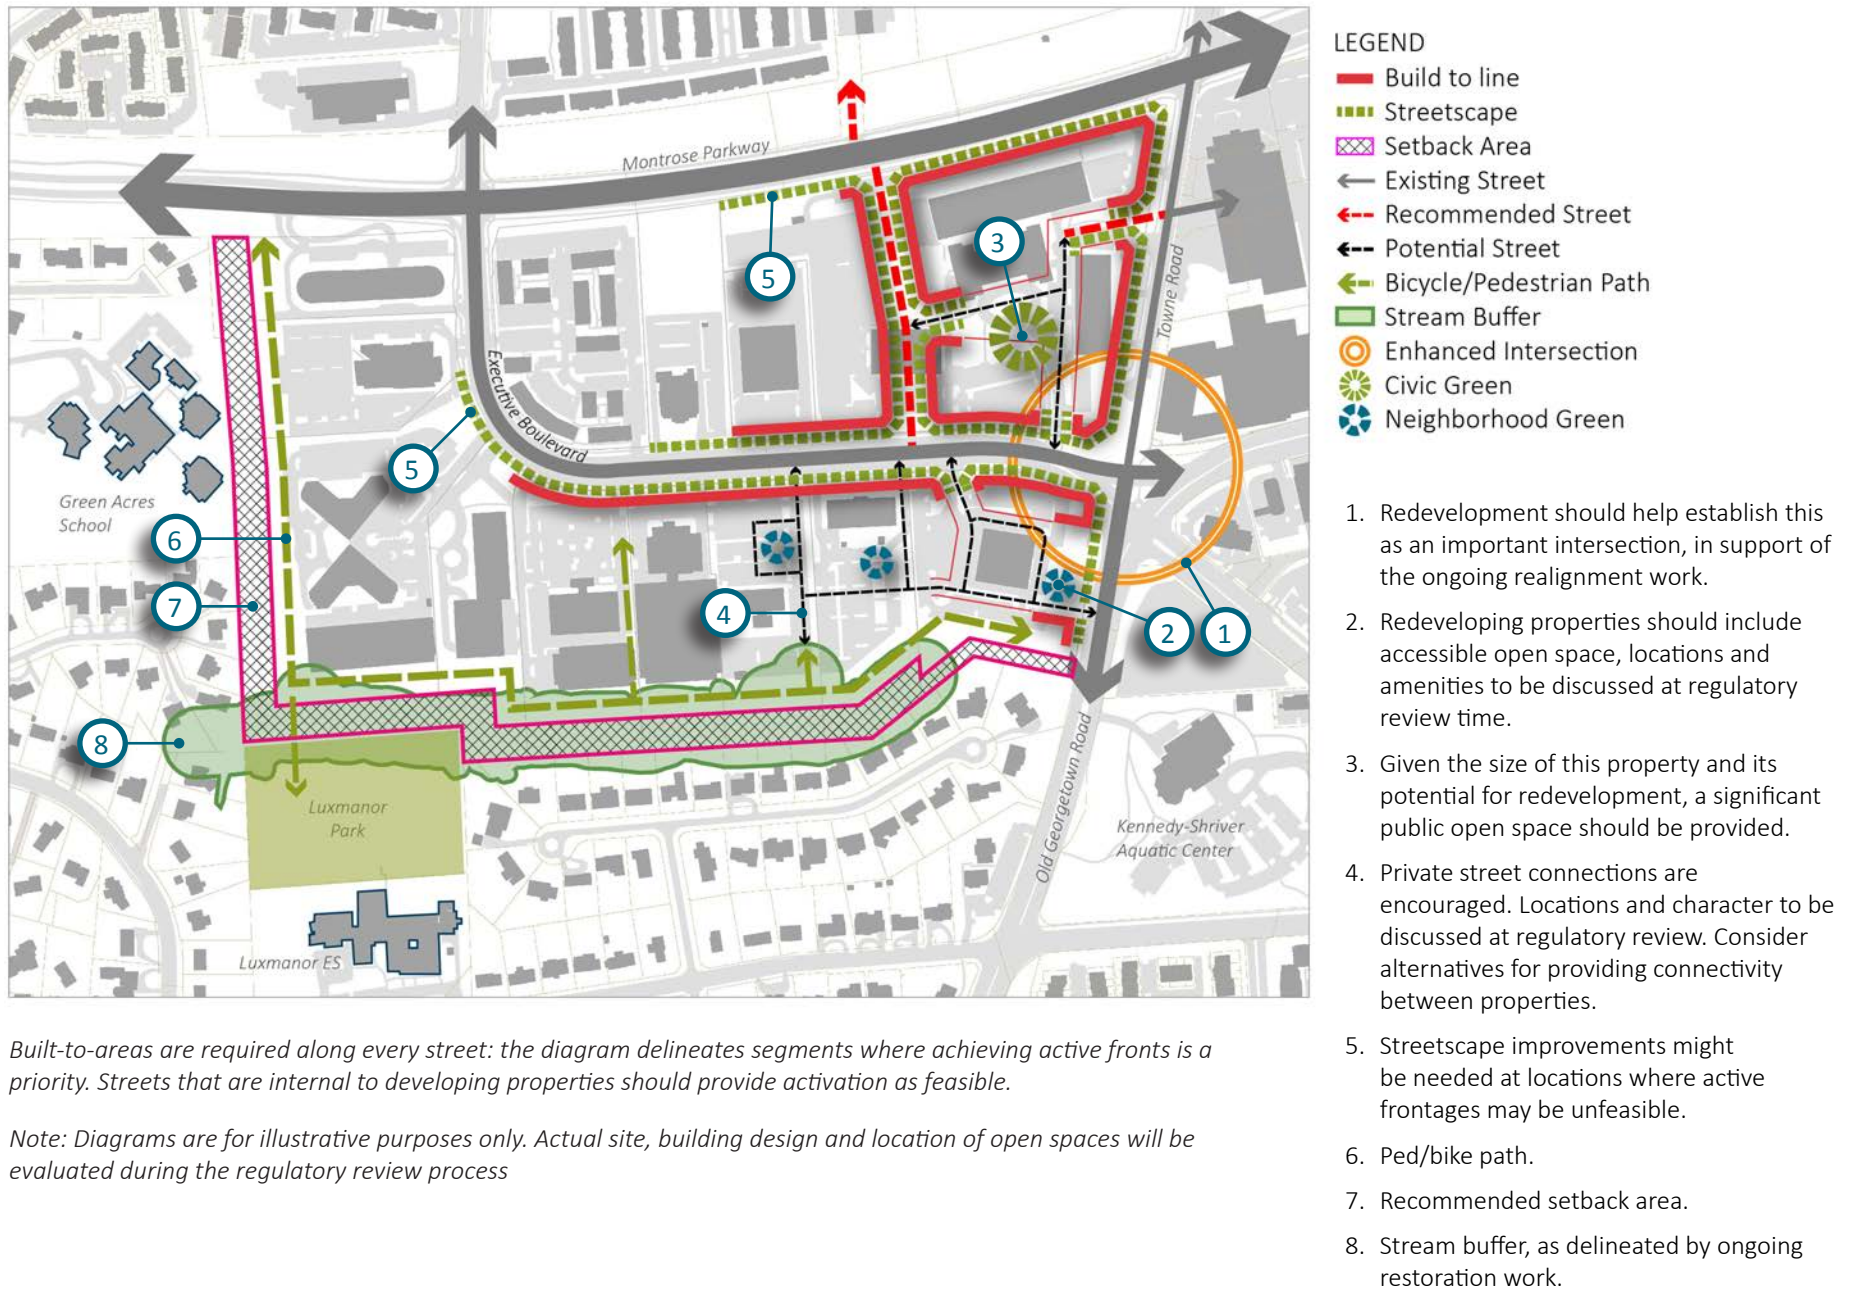 Montrose Parkway
Towne Road
Executive Boulevard
Old Georgetown Road
Green Acres
School
Luxmanor
Park
Luxmanor ES
Kennedy-Shriver
Aquatic Center
3
5
5
6
7
4
2
1
8
LEGEND
Build to line
Streetscape
Setback Area
Existing Street
Recommended Street
Potential Street
Bicycle/Pedestrian Path
Stream Buffer
Enhanced Intersection
Civic Green
Neighborhood Green
1. Redevelopment should help establish this
as an important intersection, in support of
the ongoing realignment work.
2. Redeveloping properties should include
accessible open space, locations and
amenities to be discussed at regulatory
review time.
3. Given the size of this property and its
potential for redevelopment, a significant
public open space should be provided.
4. Private street connections are
encouraged. Locations and character to be
discussed at regulatory review. Consider
alternatives for providing connectivity
between properties.
5. Streetscape improvements might
be needed at locations where active
frontages may be unfeasible.
6. Ped/bike path.
7. Recommended setback area.
8. Stream buffer, as delineated by ongoing
restoration work.
Built-to-areas are required along every street: the diagram delineates segments where achieving active fronts is a
priority. Streets that are internal to developing properties should provide activation as feasible.
Note: Diagrams are for illustrative purposes only. Actual site, building design and location of open spaces will be
evaluated during the regulatory review process